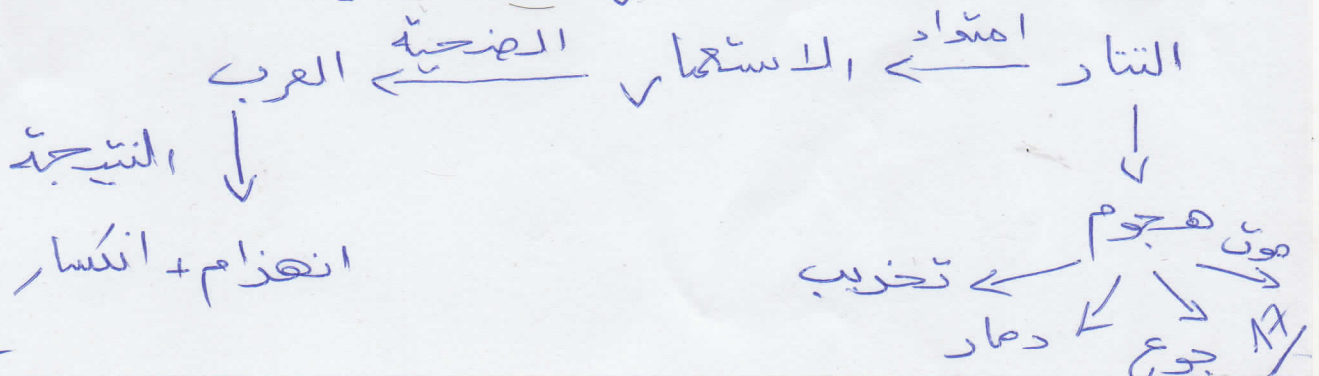 التتار امتداد الاستعمار الضحية العرب
النتيجة
هجوم موت
تخريب انهزام + انكسار
دمار جوع